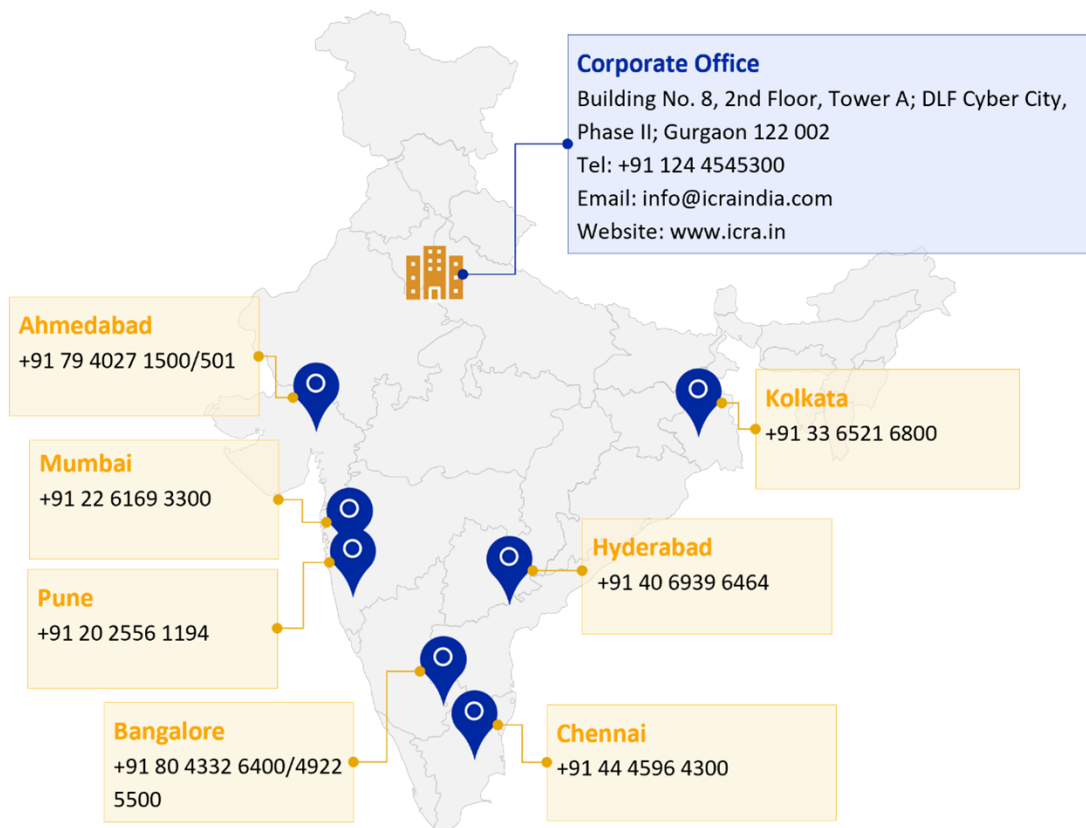 Corporate Office
Building No. 8, 2nd Floor, Tower A; DLF Cyber City,
Phase II; Gurgaon 122 002
Tel: +91 124 4545300
Email: info@icraindia.com
Website: www.icra.in
Ahmedabad
+91 79 4027 1500/501
Kolkata
+91 33 6521 6800
Mumbai
+91 22 6169 3300
Hyderabad
+91 40 6939 6464
Pune
+91 20 2556 1194
Bangalore
+91 80 4332 6400/4922
5500
Chennai
+91 44 4596 4300